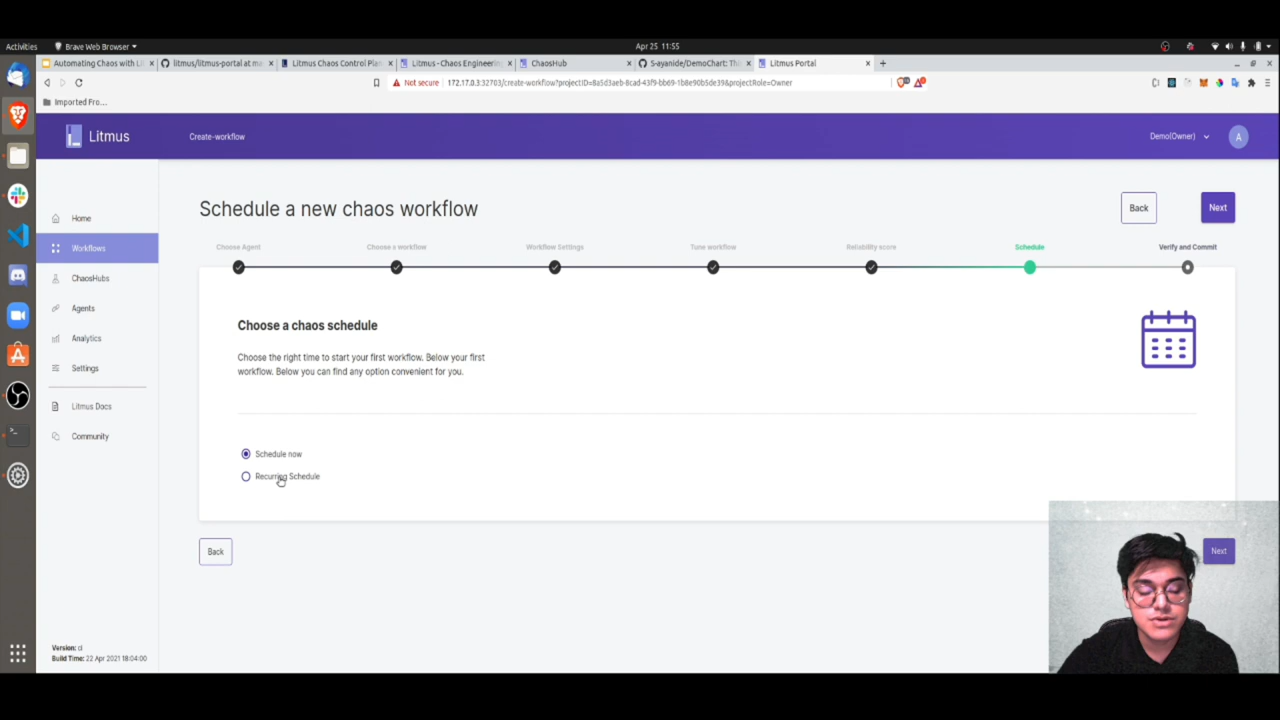 Activities
Brave Web Browser
Apr 25 11:55
Automating Chaos with Li
litmus/litmus-portal at ma
Litmus Chaos Control Plan
Litmus - Chaos Engineering
ChaosHub
S-ayanide/DemoChart: Thi
Litmus Portal
Not secure
172.17.0.3:32703/create-workflow?projectID=8a5d3aeb-8cad-43f9-bb69-1b8e90b5de39&projectRole=Owner
Imported Fro...
Litmus
Create-workflow
Demo(Owner)
A
Home
Workflows
ChaosHubs
Agents
Analytics
Settings
Litmus Docs
Community
Version: ci
Build Time: 22 Apr 2021 18:04:00
Schedule a new chaos workflow
Back
Next
Choose Agent
Choose a workflow
Workflow Settings
Tune workflow
Reliability score
Schedule
Verify and Commit
Choose a chaos schedule
Choose the right time to start your first workflow. Below your first
workflow. Below you can find any option convenient for you.
Schedule now
Recurring Schedule
Back
Next